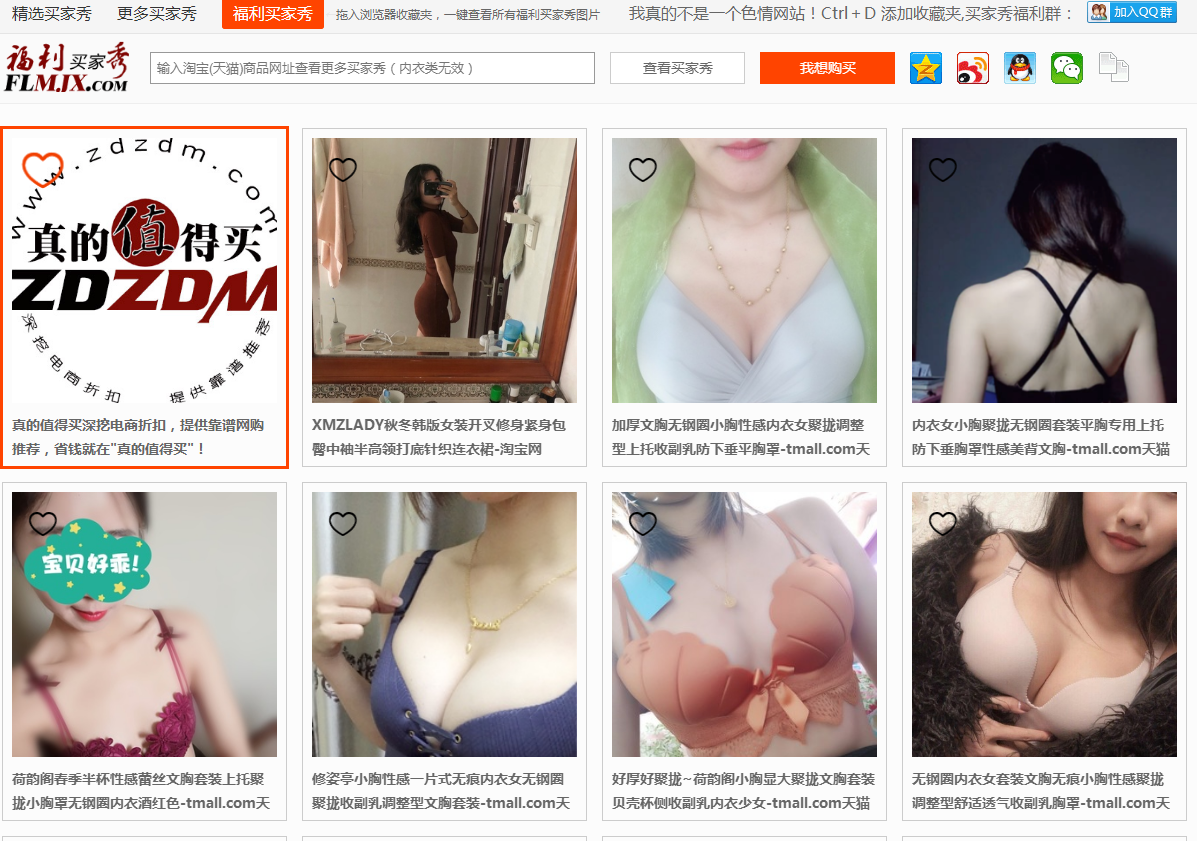 精选买家秀 更多买家秀 福利买家秀 拖入浏览器收藏夹，一键查看所有福利买家秀图片 我真的不是一个色情网站！Ctrl + D 添加收藏夹,买家秀福利群： 加入QQ群
福利买家秀
FLMJX.com
输入淘宝(天猫)商品网址查看更多买家秀（内衣类无效） 查看买家秀 我想购买
www.zdzdm.com
真的值得买
ZDZDM
深挖电商折扣 提供靠谱推荐
真的值得买深挖电商折扣，提供靠谱网购
推荐，省钱就在"真的值得买"！
XMZLADY秋冬韩版女装开叉修身紧身包
臀中袖半高领打底针织连衣裙-淘宝网
加厚文胸无钢圈小胸性感内衣女聚拢调整
型上托收副乳防下垂平胸罩-tmall.com天
内衣女小胸聚拢无钢圈套装平胸专用上托
防下垂胸罩性感美背文胸-tmall.com天猫
宝贝好乖!
荷韵阁春季半杯性感蕾丝文胸套装上托聚
拢小胸罩无钢圈内衣酒红色-tmall.com天
修姿亭小胸性感一片式无痕内衣女无钢圈
聚拢收副乳调整型文胸套装-tmall.com天
好厚好聚拢~荷韵阁小胸显大聚拢文胸套装
贝壳杯侧收副乳内衣少女-tmall.com天猫
无钢圈内衣女套装文胸无痕小胸性感聚拢
调整型舒适透气收副乳胸罩-tmall.com天